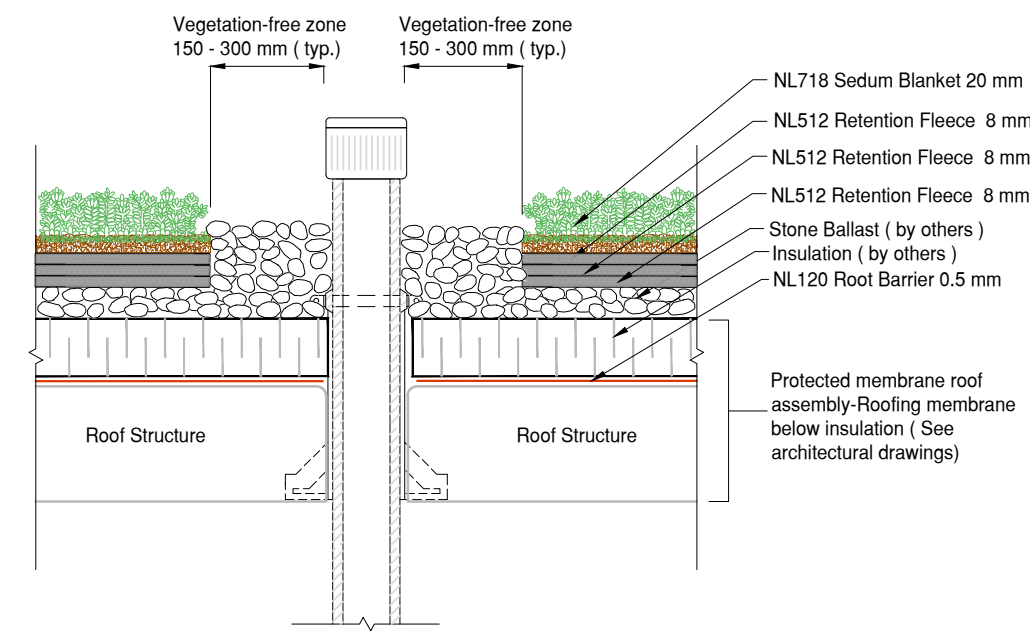 Vegetation-free zone
150 - 300 mm ( typ.)
Vegetation-free zone
150 - 300 mm ( typ.)
NL718 Sedum Blanket 20 mm
NL512 Retention Fleece 8 mm
NL512 Retention Fleece 8 mm
NL512 Retention Fleece 8 mm
Stone Ballast ( by others )
Insulation ( by others )
NL120 Root Barrier 0.5 mm
Protected membrane roof
assembly-Roofing membrane
below insulation ( See
architectural drawings)
Roof Structure
Roof Structure